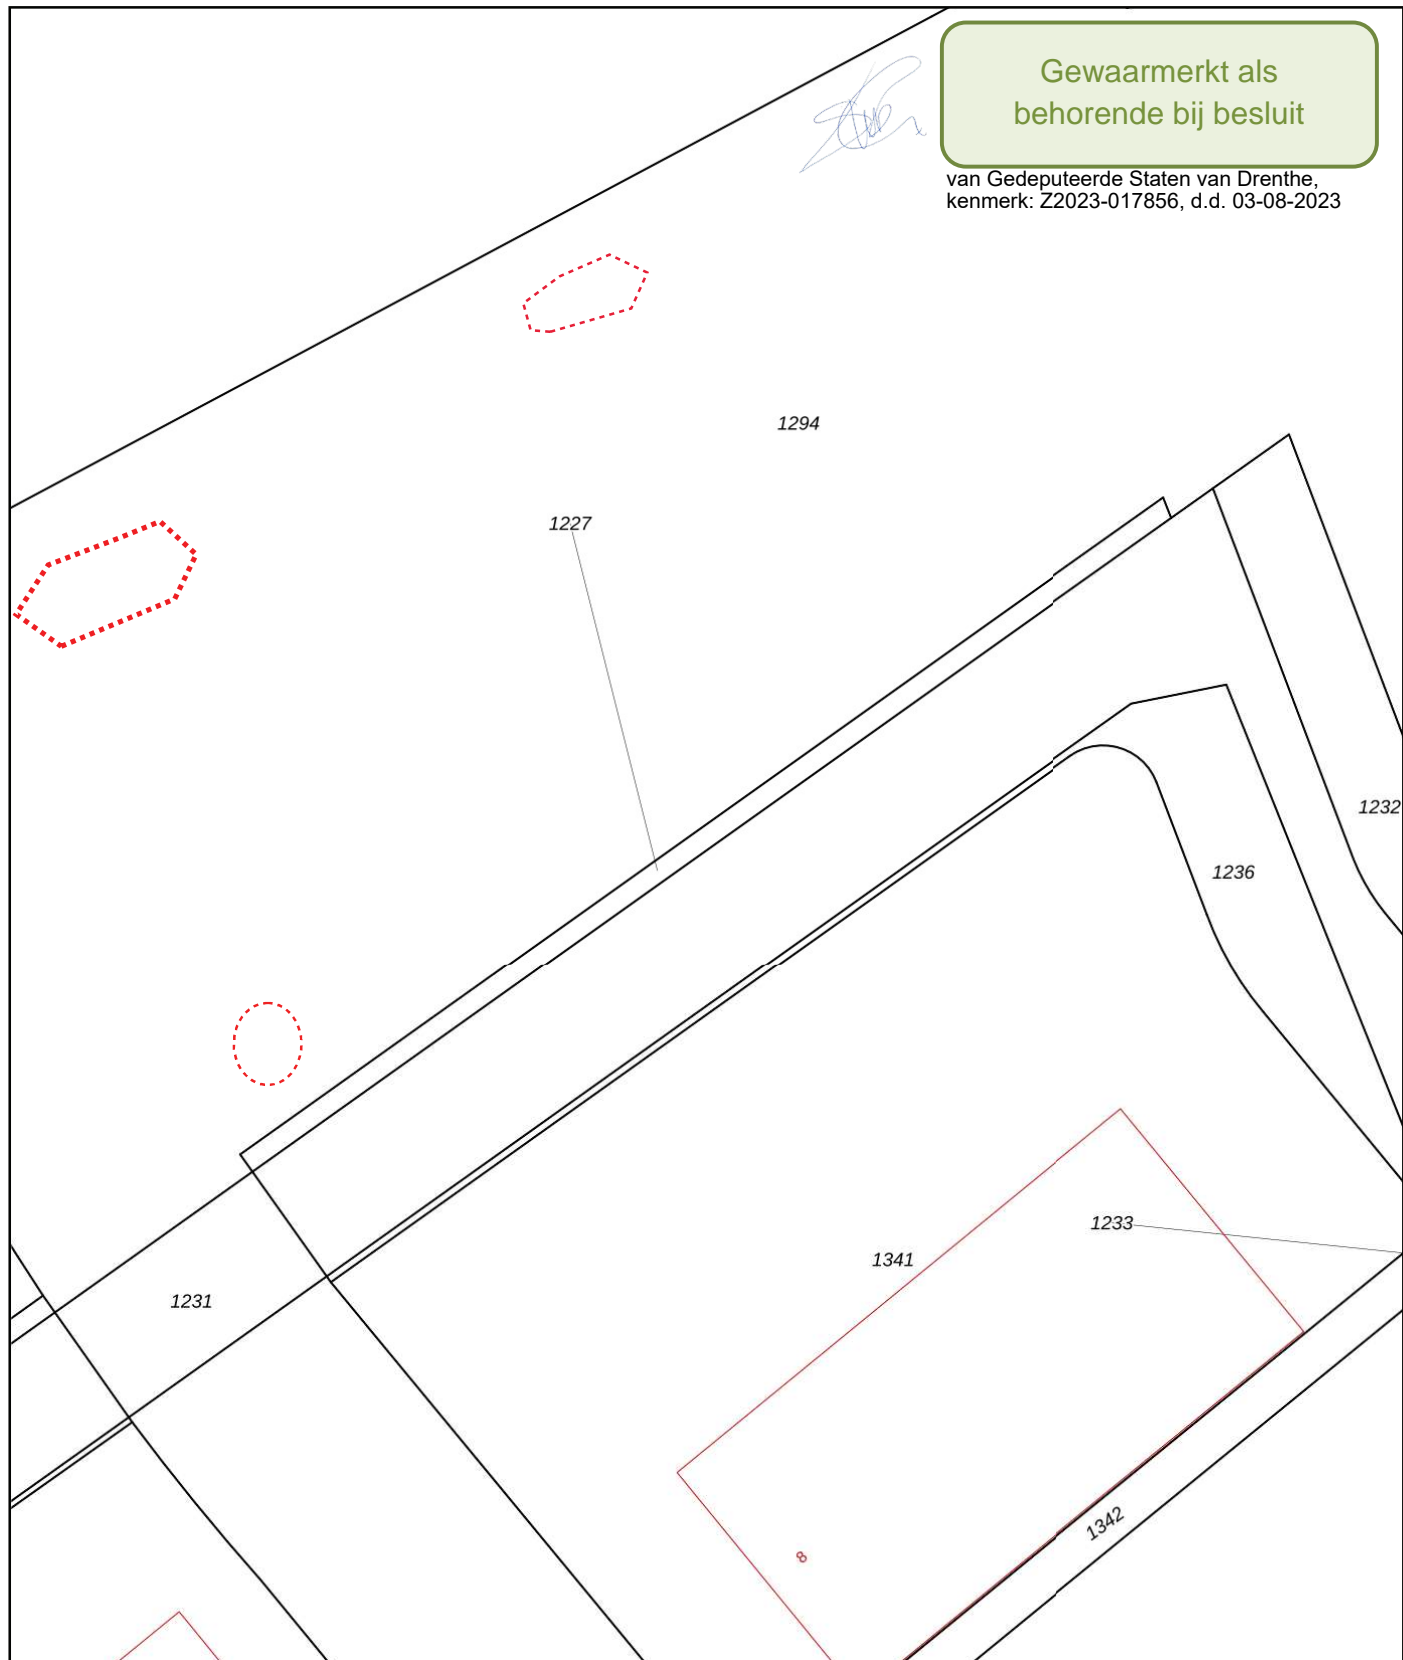 Gewaarmerkt als
behorende bij besluit
van Gedeputeerde Staten van Drenthe,
kenmerk: Z2023-017856, d.d. 03-08-2023
1294
1227
1232
1236
1233
1341
1231
1342
8